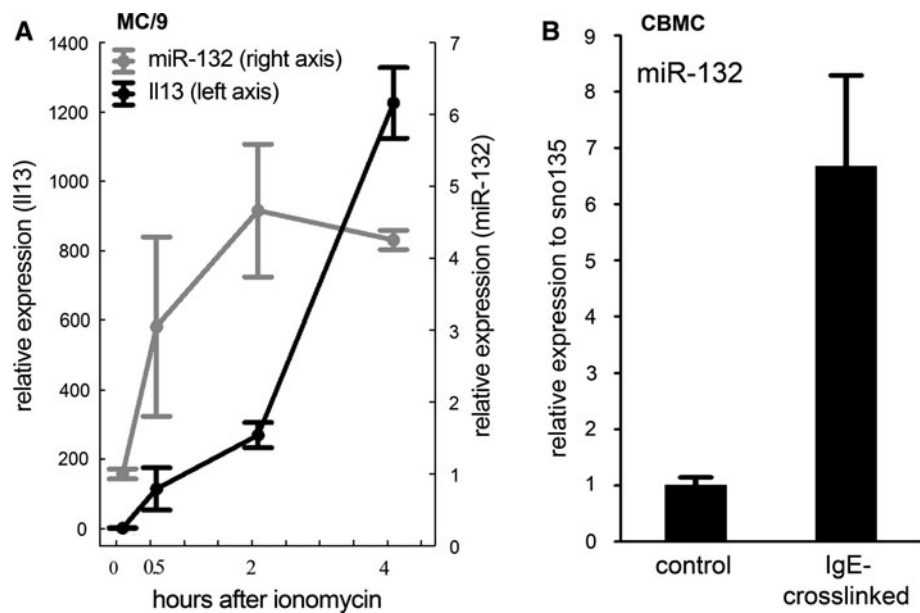 A
MC/9
miR-132 (right axis)
Il13 (left axis)
relative expression (Il13)
1400
1200
1000
800
600
400
200
0
0
0.5
2
4
hours after ionomycin
7
6
5
4
3
2
1
0
relative expression (miR-132)
B
CBMC
miR-132
relative expression to sno135
9
8
7
6
5
4
3
2
1
0
control
IgE-
crosslinked